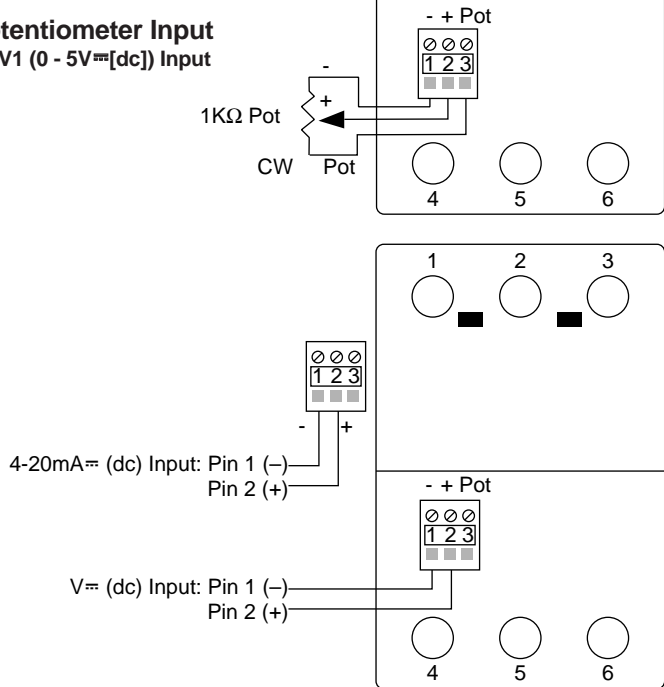 tentiometer Input
V1 (0 - 5V⎓[dc]) Input
- + Pot
1 2 3
-
+
1KΩ Pot
CW Pot
4 5 6
1 2 3
1 2 3
- +
4-20mA⎓ (dc) Input: Pin 1 (–)
Pin 2 (+)
- + Pot
1 2 3
V⎓ (dc) Input: Pin 1 (–)
Pin 2 (+)
4 5 6